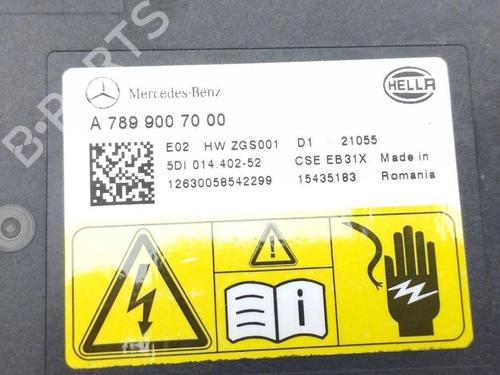 B-PARTS
Mercedes-Benz
HELLA
A 789 900 70 00
E02 HW ZGS001 D1 21055
5DI 014.402-52 CSE EB31X Made in
12630058542299 15435183 Romania